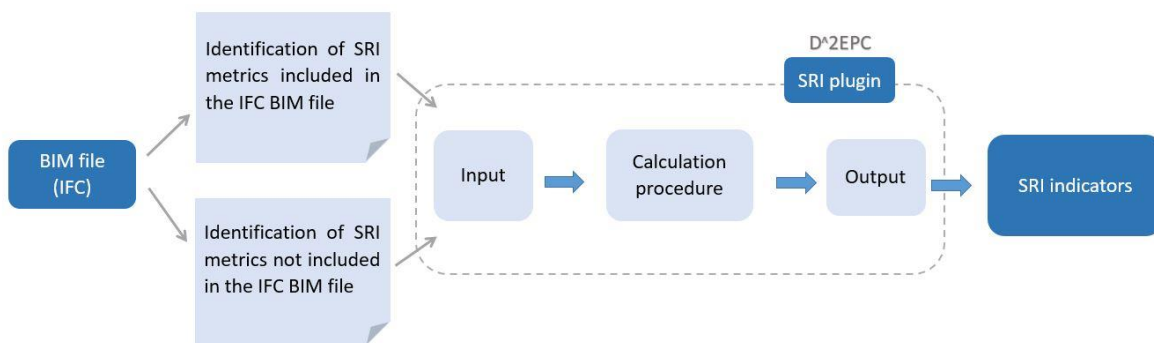 BIM file
(IFC)
Identification of SRI
metrics included in
the IFC BIM file
Identification of SRI
metrics not included
in the IFC BIM file
D^2EPC
SRI plugin
Input
Calculation
procedure
Output
SRI indicators